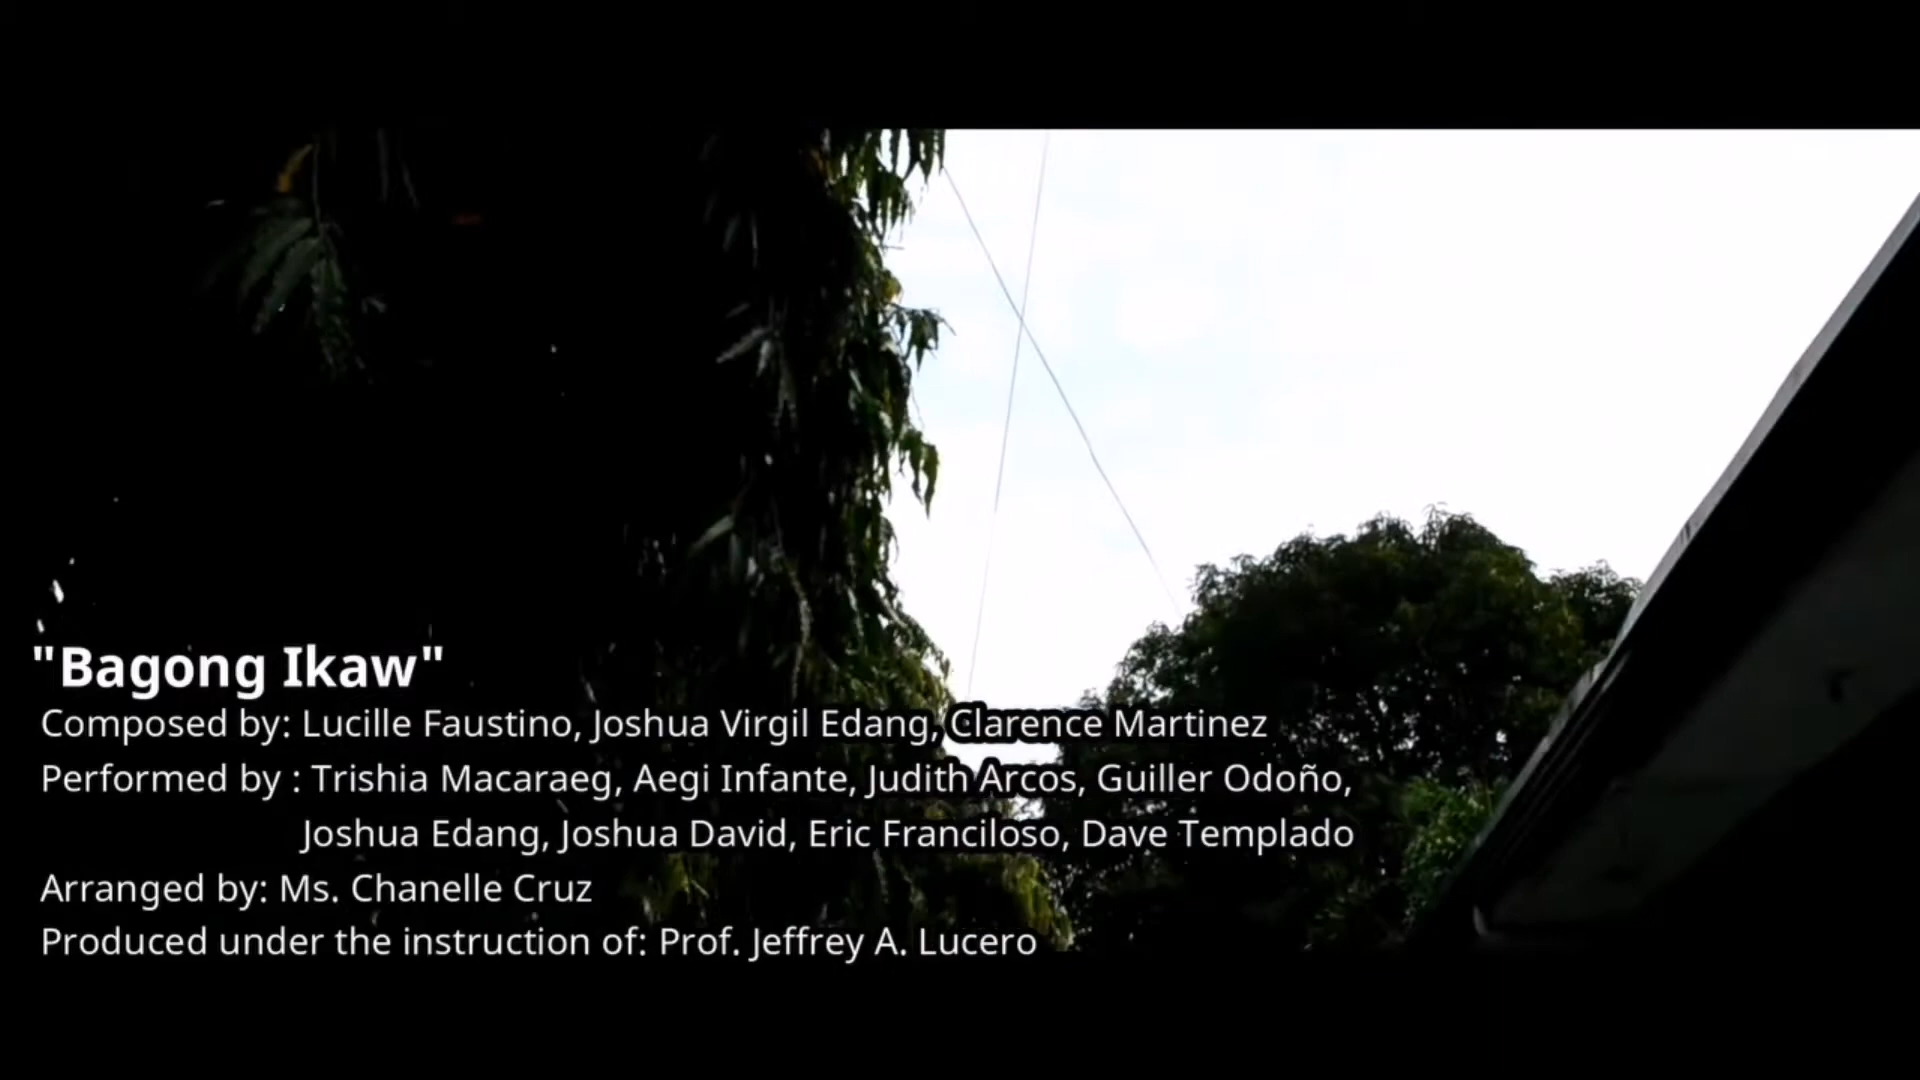 "Bagong Ikaw"
Composed by: Lucille Faustino, Joshua Virgil Edang, Clarence Martinez
Performed by : Trishia Macaraeg, Aegi Infante, Judith Arcos, Guiller Odoño,
Joshua Edang, Joshua David, Eric Franciloso, Dave Templado
Arranged by: Ms. Chanelle Cruz
Produced under the instruction of: Prof. Jeffrey A. Lucero